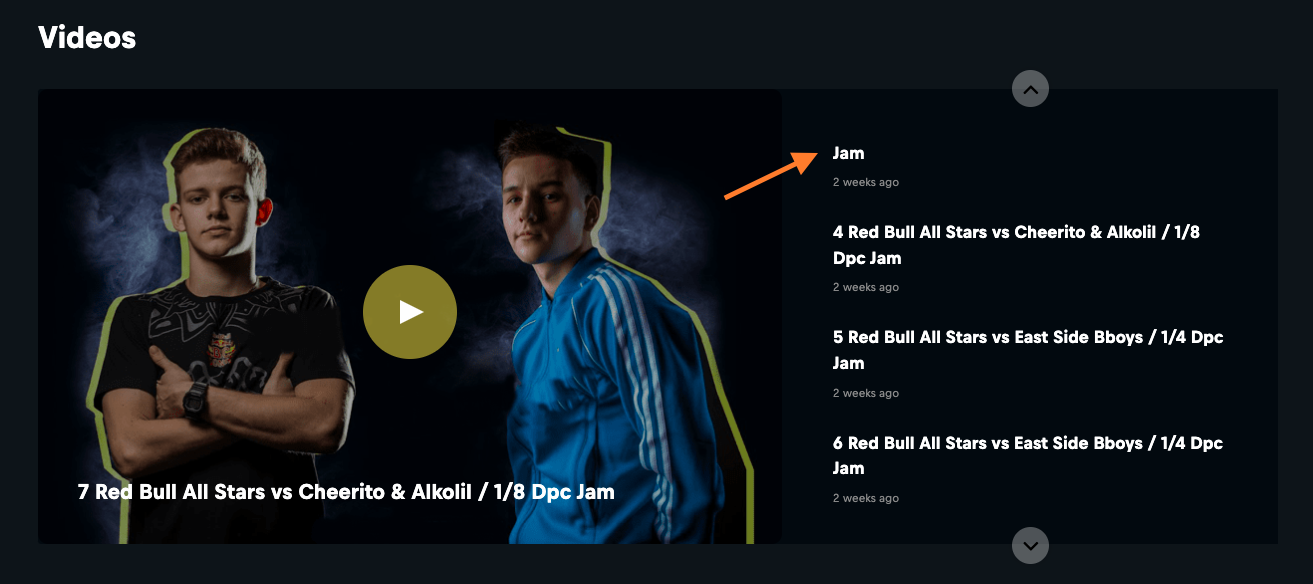 Videos
7 Red Bull All Stars vs Cheerito & Alkolil / 1/8 Dpc Jam
Jam
2 weeks ago
4 Red Bull All Stars vs Cheerito & Alkolil / 1/8
Dpc Jam
2 weeks ago
5 Red Bull All Stars vs East Side Bboys / 1/4 Dpc
Jam
2 weeks ago
6 Red Bull All Stars vs East Side Bboys / 1/4 Dpc
Jam
2 weeks ago